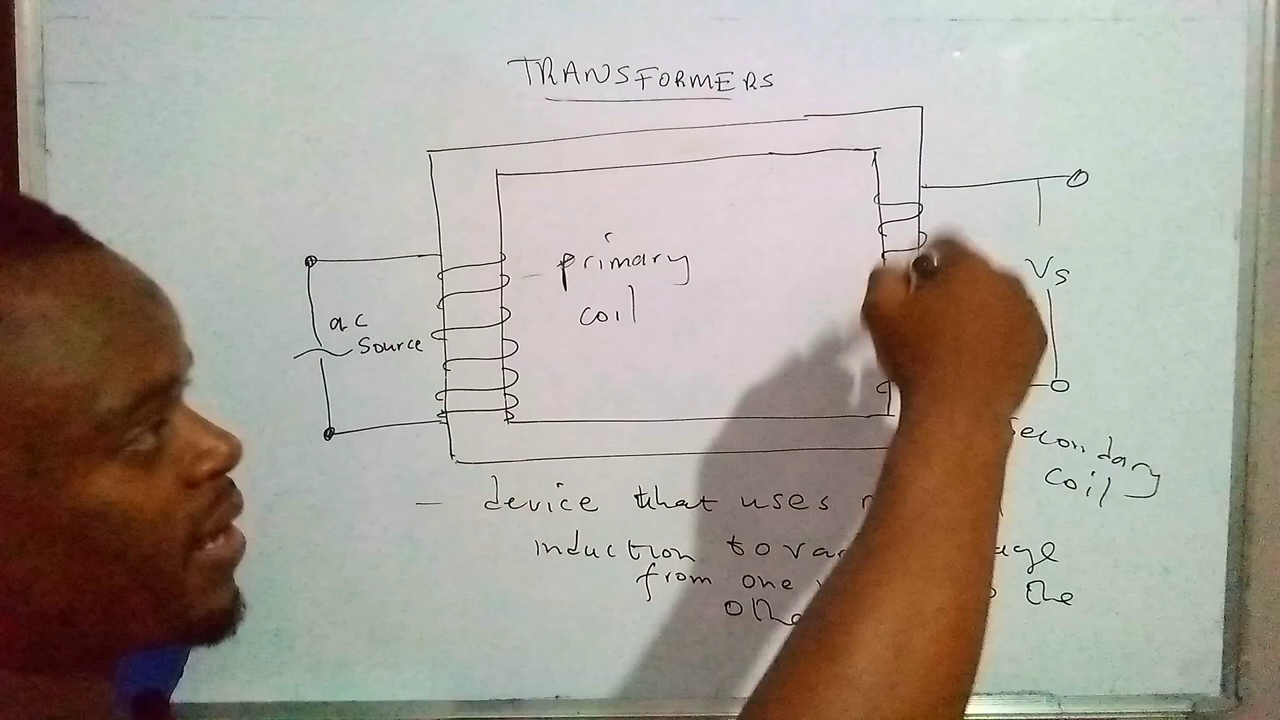 TRANSFORMERS
primary
coil
ac
source
Vs
secondary
coil
— device that uses
induction to
from one the